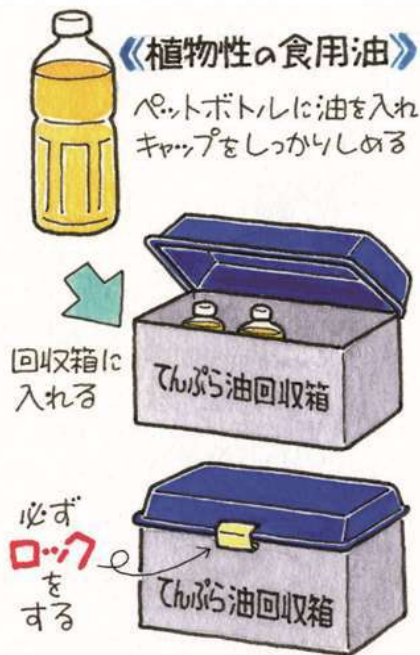 《植物性の食用油》
ペットボトルに油を入れ
キャップをしっかりしめる
回収箱に
入れる
てんぷら油回収箱
必ず
ロック
を
する
てんぷら油回収箱